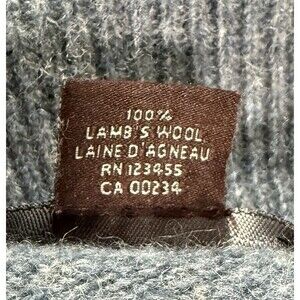 100%
LAMB'S WOOL
LAINE D'AGNEAU
RN 123455
CA 00234